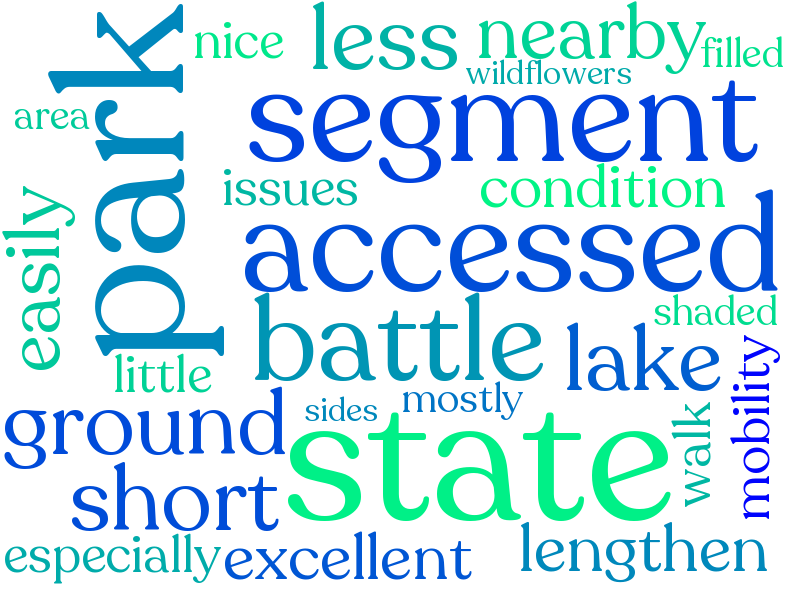 nice
less
nearby
filled
wildflowers
park
area
segment
issues
condition
easily
accessed
battle
shaded
lake
mobility
little
mostly
sides
ground
state
walk
short
especially
excellent
lengthen